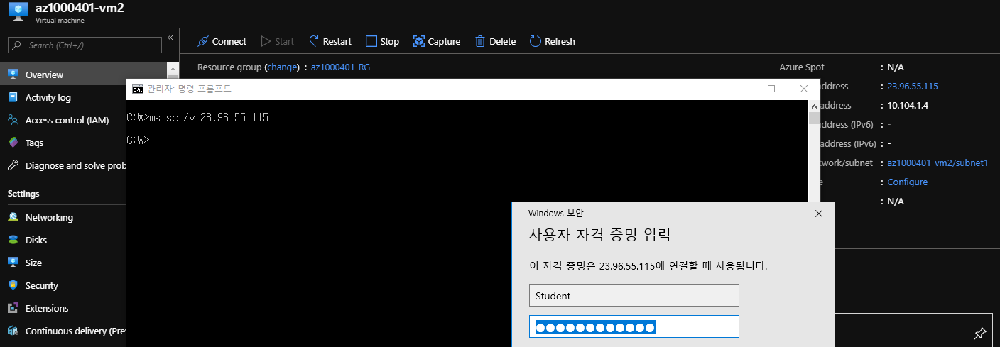 az1000401-vm2
Virtual machine
Search (Ctrl+/)
«
Connect
Start
Restart
Stop
Capture
Delete
Refresh
Overview
Activity log
Access control (IAM)
Tags
Diagnose and solve prob
Settings
Networking
Disks
Size
Security
Extensions
Continuous delivery (Prev
Resource group (change) : az1000401-RG
Azure Spot : N/A
address : 23.96.55.115
address : 10.104.1.4
address (IPv6) : -
address (IPv6) : -
twork/subnet : az1000401-vm2/subnet1
e : Configure
: N/A
관리자: 명령 프롬프트
C:\>mstsc /v 23.96.55.115
C:\>
Windows 보안
사용자 자격 증명 입력
이 자격 증명은 23.96.55.115에 연결할 때 사용됩니다.
Student
●●●●●●●●●●●●